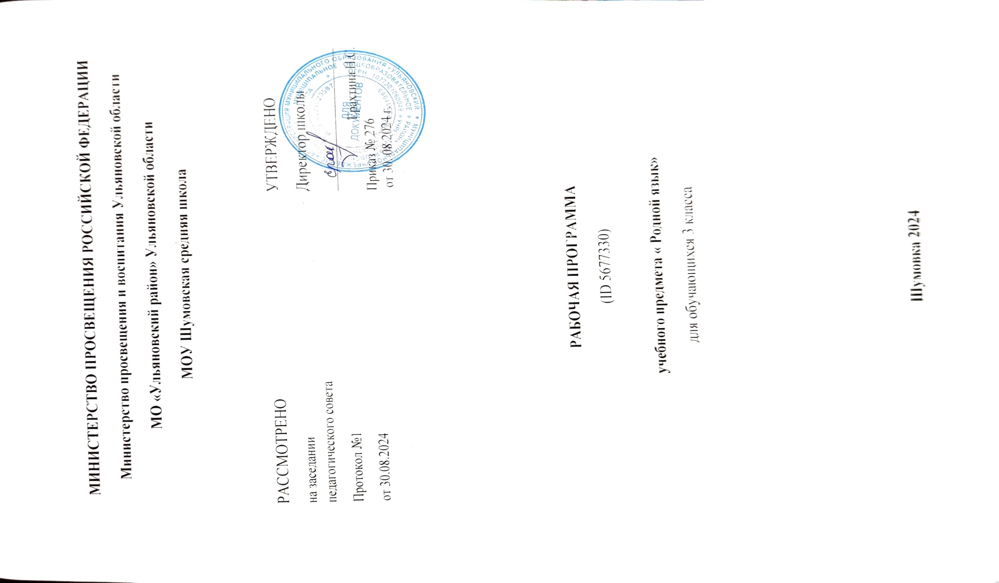 МИНИСТЕРСТВО ПРОСВЕЩЕНИЯ РОССИЙСКОЙ ФЕДЕРАЦИИ
Министерство просвещения и воспитания Ульяновской области
МО «Ульяновский район» Ульяновской области
МОУ Шумовская средняя школа
РАССМОТРЕНО
на заседании
педагогического совета
Протокол №1
от 30.08.2024
УТВЕРЖДЕНО
Директор школы
Приказ № 276
от 30.08.2024 г.
ДЛЯ
ДОКУМЕНТОВ
РАБОЧАЯ ПРОГРАММА
(ID 5677330)
учебного предмета « Родной язык»
для обучающихся 3 класса
Шумовка 2024